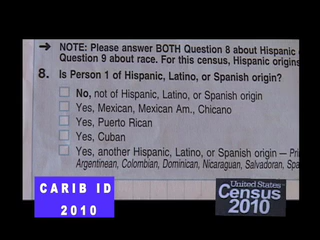 → NOTE: Please answer BOTH Question 8 about Hispanic
Question 9 about race. For this census, Hispanic origins
8. Is Person 1 of Hispanic, Latino, or Spanish origin?
No, not of Hispanic, Latino, or Spanish origin
Yes, Mexican, Mexican Am., Chicano
Yes, Puerto Rican
Yes, Cuban
Yes, another Hispanic, Latino, or Spanish origin —
Argentinean, Colombian, Dominican, Nicaraguan, Salvadoran,
CARIB ID
2010
United States
Census
2010